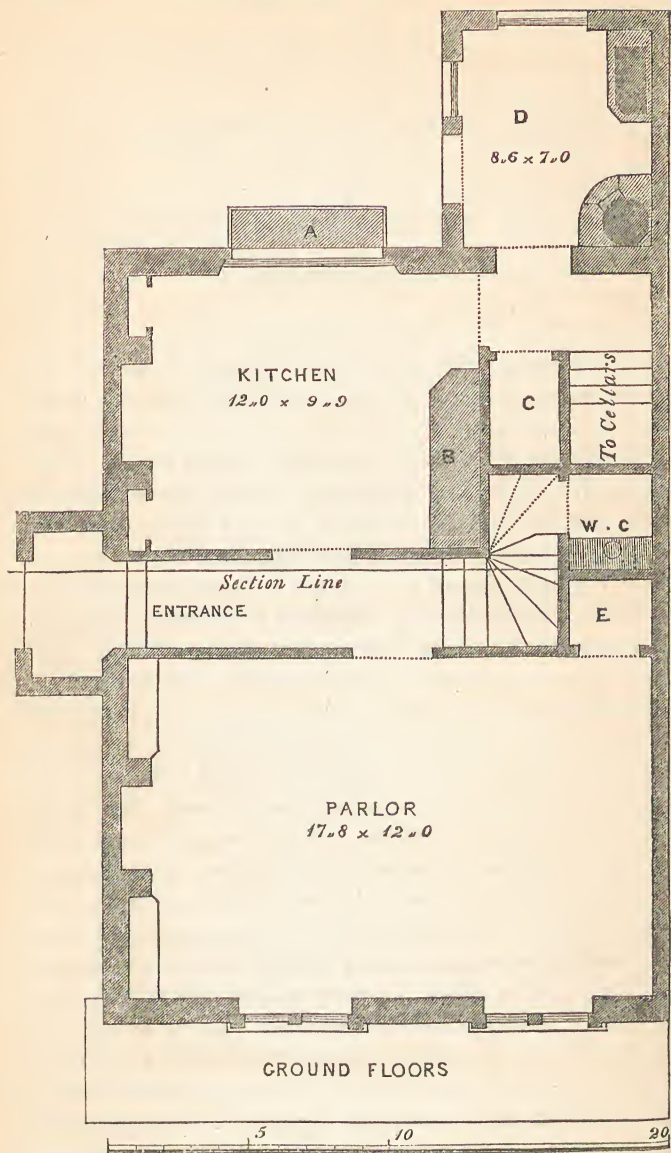 D
8„6 × 7„0
A
KITCHEN
12„0 × 9„9
B
C
To Cellars
W.C
Section Line
ENTRANCE
E
PARLOR
17„8 × 12„0
GROUND FLOORS
5 10 20